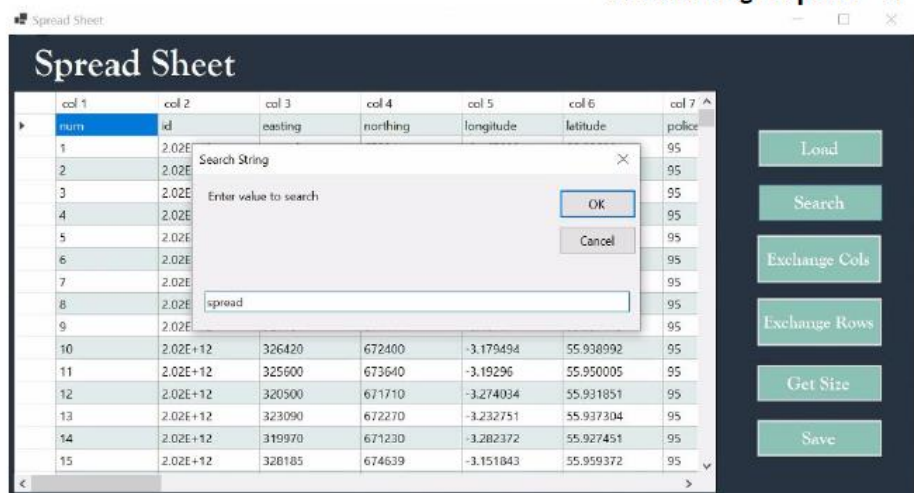 Spread Sheet
Spread Sheet
col 1 col 2 col 3 col 4 col 5 col 6 col 7
num id easting northing longitude latitude police
1 2.02E 95
2 2.02E 95
3 2.02E 95
4 2.02E 95
5 2.02E 95
6 2.02E 95
7 2.02E 95
8 2.02E 95
9 2.02E 95
10 2.02E+12 326420 672400 -3.179494 55.938992 95
11 2.02E+12 325600 673640 -3.19296 55.950005 95
12 2.02E+12 320500 671710 -3.274034 55.931851 95
13 2.02E+12 323090 672270 -3.232751 55.937304 95
14 2.02E+12 319970 671230 -3.282372 55.927451 95
15 2.02E+12 328185 674639 -3.151843 55.959372 95
Search String
Enter value to search
OK
Cancel
spread
Load
Search
Exchange Cols
Exchange Rows
Get Size
Save